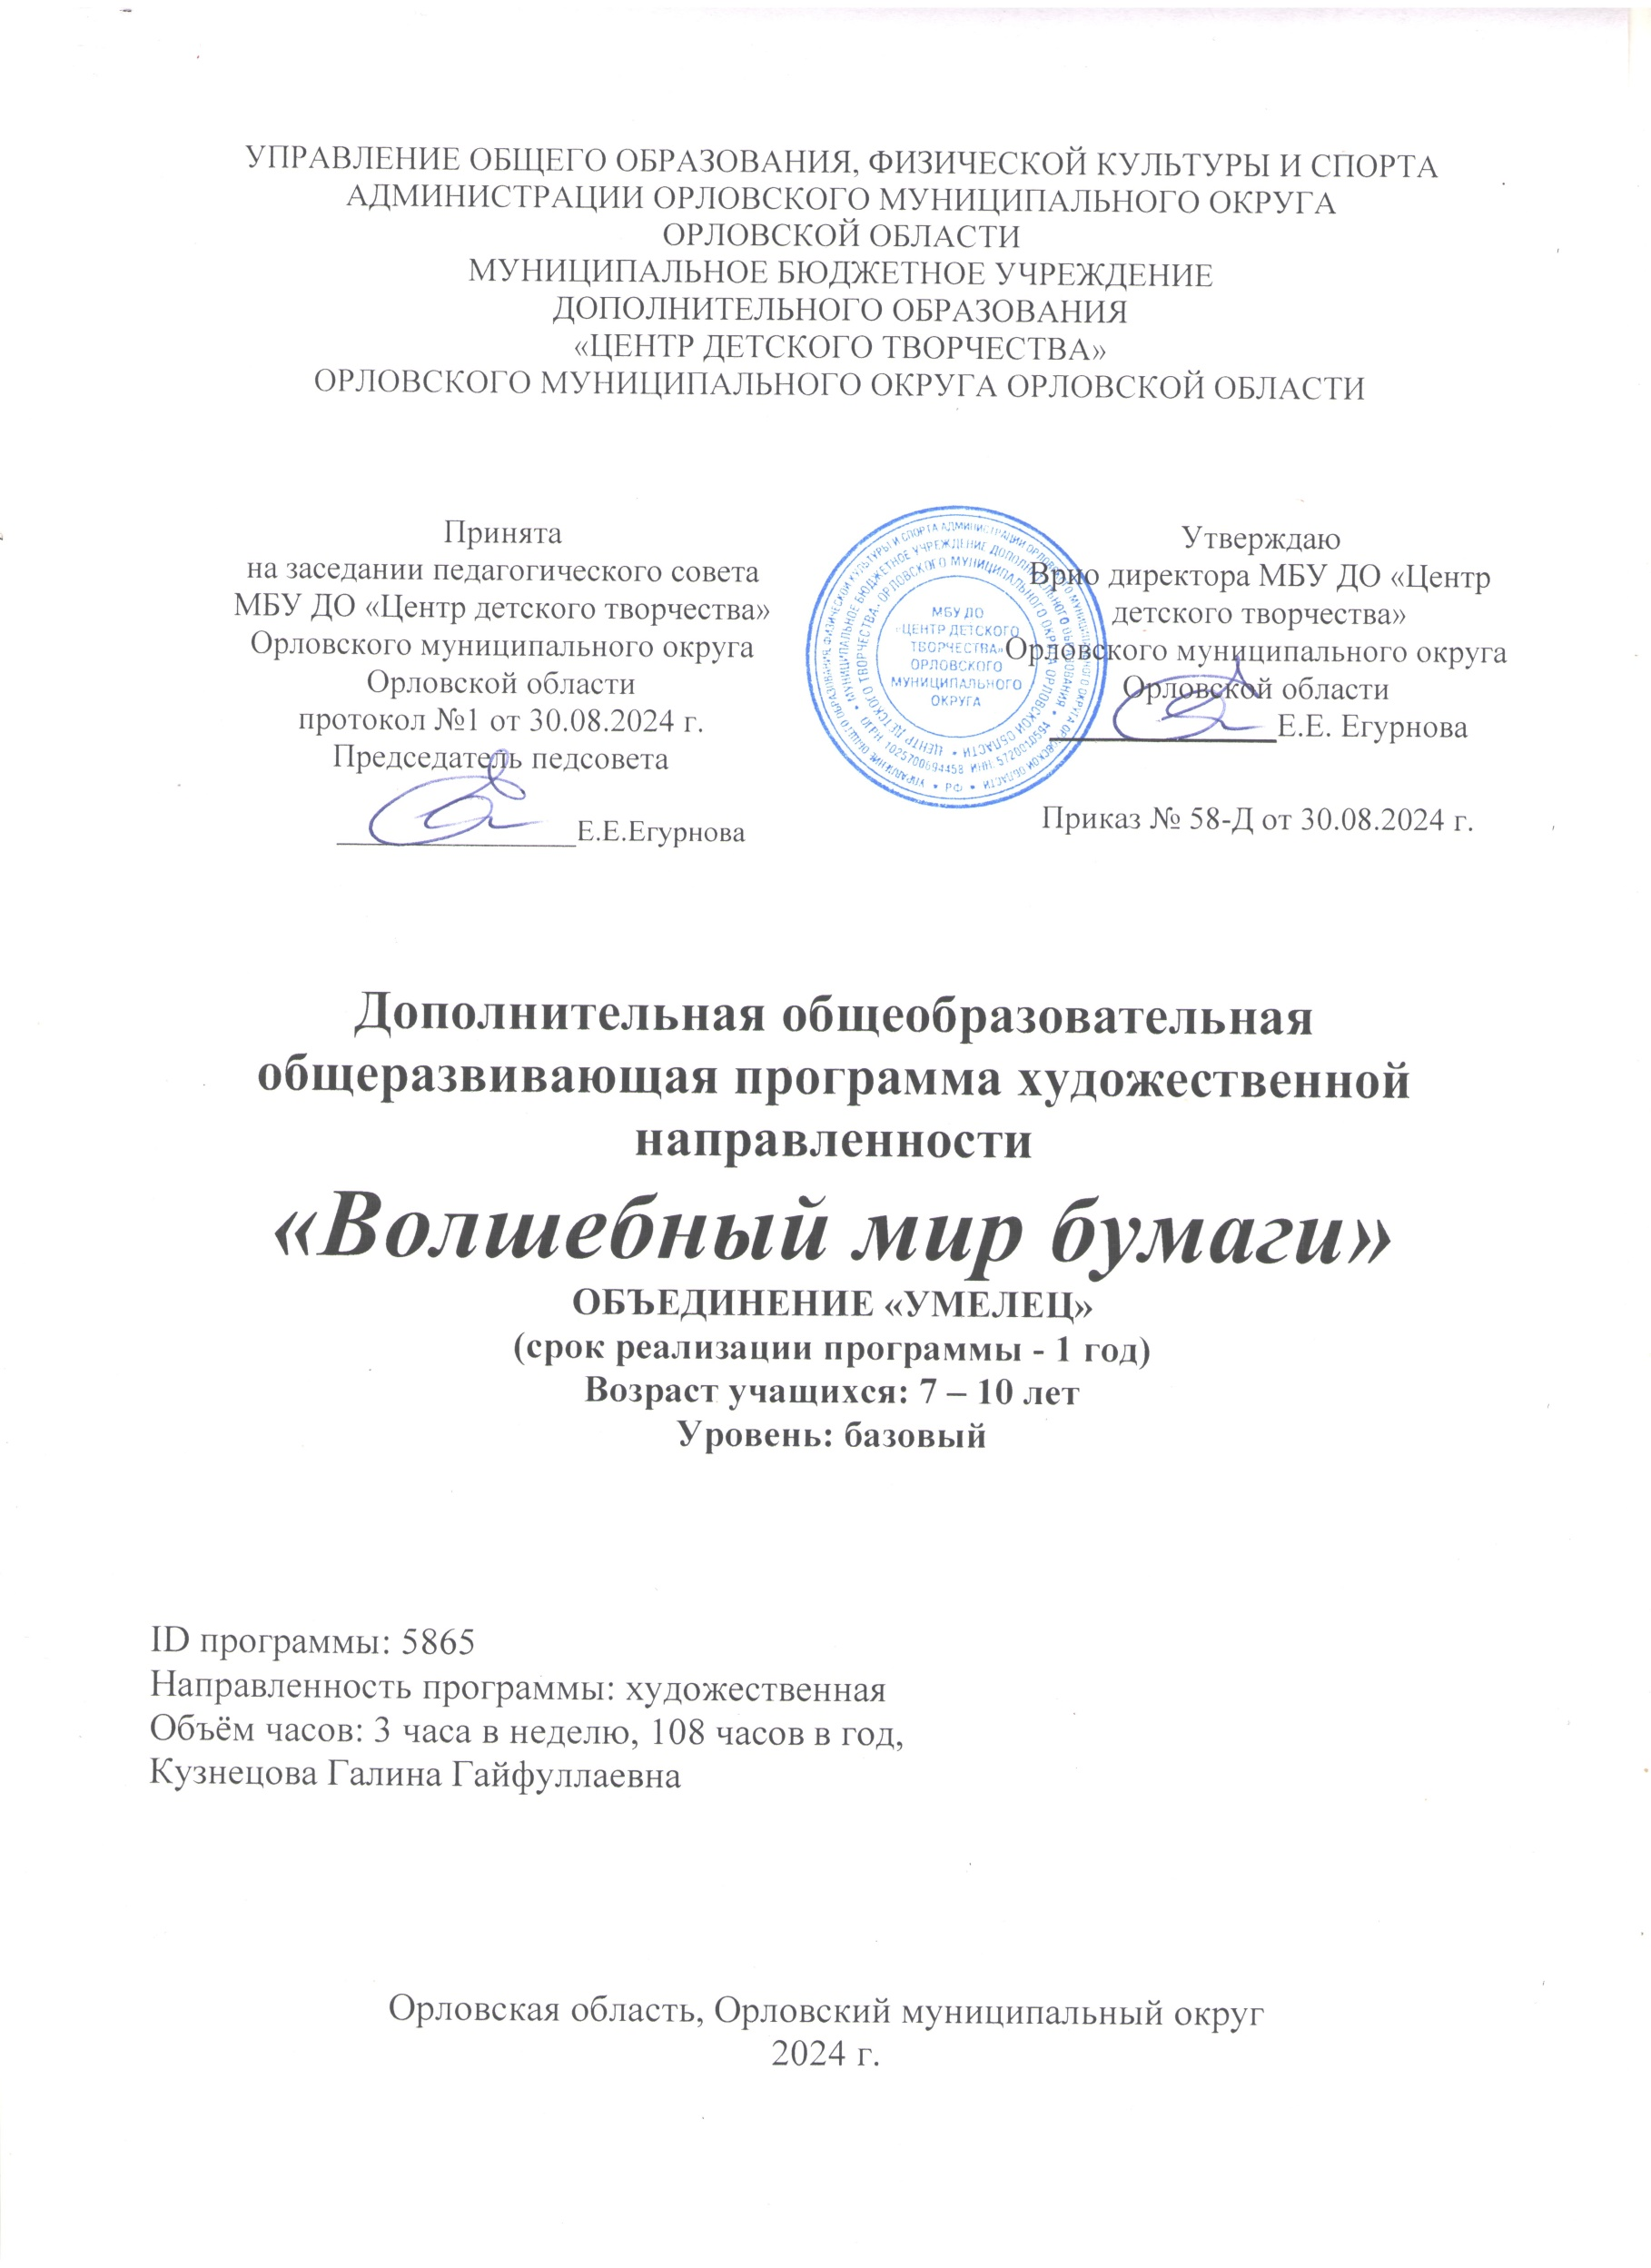 УПРАВЛЕНИЕ ОБЩЕГО ОБРАЗОВАНИЯ, ФИЗИЧЕСКОЙ КУЛЬТУРЫ И СПОРТА
АДМИНИСТРАЦИИ ОРЛОВСКОГО МУНИЦИПАЛЬНОГО ОКРУГА
ОРЛОВСКОЙ ОБЛАСТИ
МУНИЦИПАЛЬНОЕ БЮДЖЕТНОЕ УЧРЕЖДЕНИЕ
ДОПОЛНИТЕЛЬНОГО ОБРАЗОВАНИЯ
«ЦЕНТР ДЕТСКОГО ТВОРЧЕСТВА»
ОРЛОВСКОГО МУНИЦИПАЛЬНОГО ОКРУГА ОРЛОВСКОЙ ОБЛАСТИ
Принята
на заседании педагогического совета
МБУ ДО «Центр детского творчества»
Орловского муниципального округа
Орловской области
протокол №1 от 30.08.2024 г.
Председатель педсовета
Е.Е.Егурнова
МБУ ДО
«ЦЕНТР ДЕТСКОГО
ТВОРЧЕСТВА»
ОРЛОВСКОГО
МУНИЦИПАЛЬНОГО
ОКРУГА
Утверждаю
Врио директора МБУ ДО «Центр
детского творчества»
Орловского муниципального округа
Орловской области
Е.Е. Егурнова
Приказ № 58-Д от 30.08.2024 г.
Дополнительная общеобразовательная
общеразвивающая программа художественной
направленности
«Волшебный мир бумаги»
ОБЪЕДИНЕНИЕ «УМЕЛЕЦ»
(срок реализации программы - 1 год)
Возраст учащихся: 7 – 10 лет
Уровень: базовый
ID программы: 5865
Направленность программы: художественная
Объём часов: 3 часа в неделю, 108 часов в год,
Кузнецова Галина Гайфуллаевна
Орловская область, Орловский муниципальный округ
2024 г.